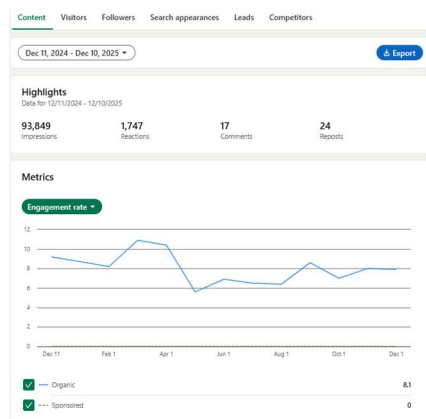 Content Visitors Followers Search appearances Leads Competitors
Dec 11, 2024 - Dec 10, 2025
Export
Highlights
Data for 12/11/2024 - 12/10/2025
93,849 1,747 17 24
Impressions Reactions Comments Reposts
Metrics
Engagement rate
12
10
8
6
4
2
0
Dec 11 Feb 1 Apr 1 Jun 1 Aug 1 Oct 1 Dec 1
Organic 8.1
Sponsored 0